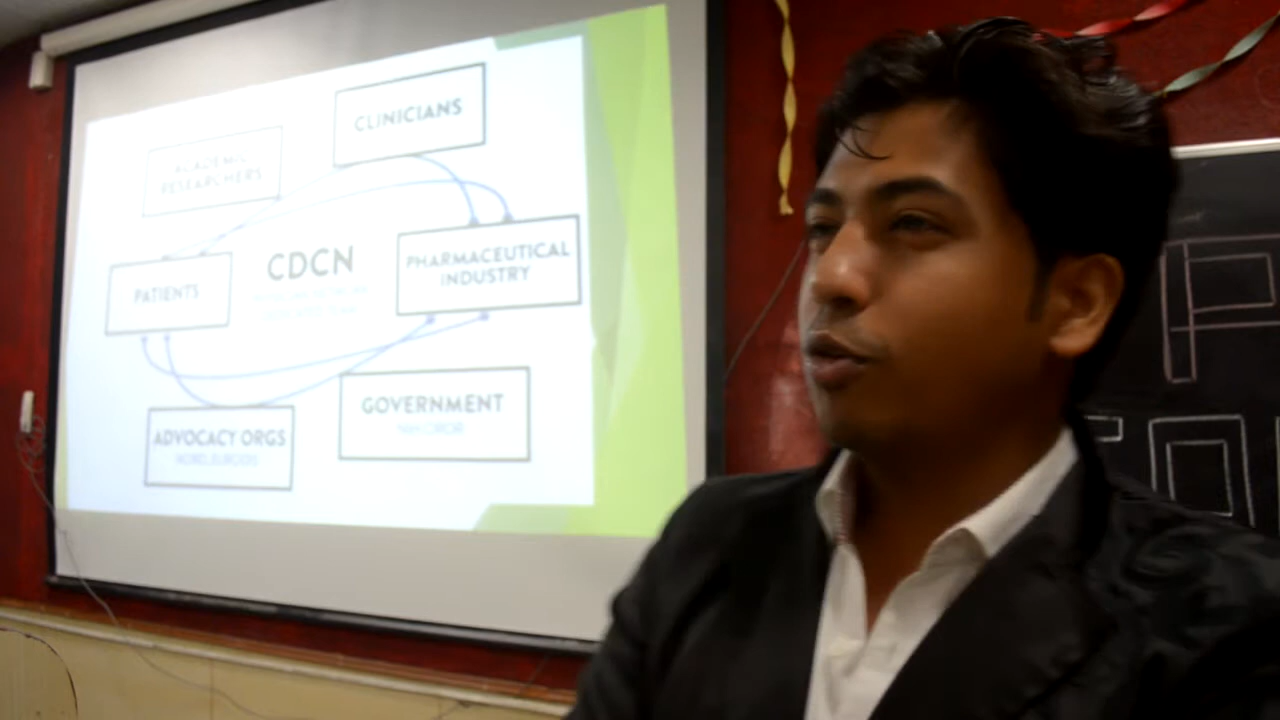 CLINICIANS
ACADEMIC
RESEARCHERS
CDCN
PHARMACEUTICAL
INDUSTRY
PATIENTS
GOVERNMENT
ADVOCACY ORGS
P